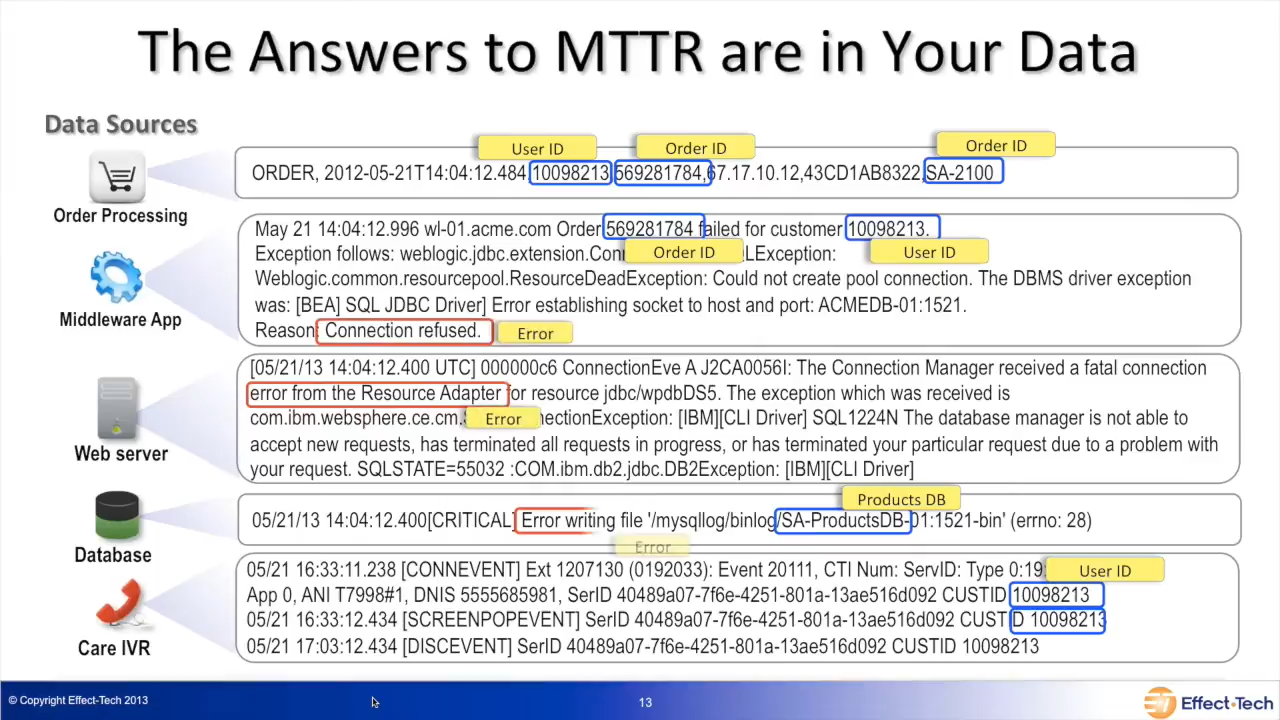 The Answers to MTTR are in Your Data
Data Sources
User ID
Order ID
Order ID
ORDER, 2012-05-21T14:04:12.484,10098213,569281784,67.17.10.12,43CD1AB8322,SA-2100
Order Processing
May 21 14:04:12.996 wl-01.acme.com Order 569281784 failed for customer 10098213.
Exception follows: weblogic.jdbc.extension.Conn LException:
Order ID
User ID
Weblogic.common.resourcepool.ResourceDeadException: Could not create pool connection. The DBMS driver exception
was: [BEA] SQL JDBC Driver] Error establishing socket to host and port: ACMEDB-01:1521.
Reason: Connection refused.
Error
Middleware App
[05/21/13 14:04:12.400 UTC] 000000c6 ConnectionEve A J2CA0056I: The Connection Manager received a fatal connection
error from the Resource Adapter for resource jdbc/wpdbDS5. The exception which was received is
com.ibm.websphere.ce.cm. nectionException: [IBM][CLI Driver] SQL1224N The database manager is not able to
Error
accept new requests, has terminated all requests in progress, or has terminated your particular request due to a problem with
your request. SQLSTATE=55032 :COM.ibm.db2.jdbc.DB2Exception: [IBM][CLI Driver]
Web server
Products DB
05/21/13 14:04:12.400[CRITICAL] Error writing file '/mysqllog/binlog/SA-ProductsDB-01:1521-bin' (errno: 28)
Error
Database
05/21 16:33:11.238 [CONNEVENT] Ext 1207130 (0192033): Event 20111, CTI Num: ServID: Type 0:19:
User ID
App 0, ANI T7998#1, DNIS 5555685981, SerID 40489a07-7f6e-4251-801a-13ae516d092 CUSTID 10098213
05/21 16:33:12.434 [SCREENPOPEVENT] SerID 40489a07-7f6e-4251-801a-13ae516d092 CUSTID 10098213
05/21 17:03:12.434 [DISCEVENT] SerID 40489a07-7f6e-4251-801a-13ae516d092 CUSTID 10098213
Care IVR
© Copyright Effect-Tech 2013
13
Effect·Tech